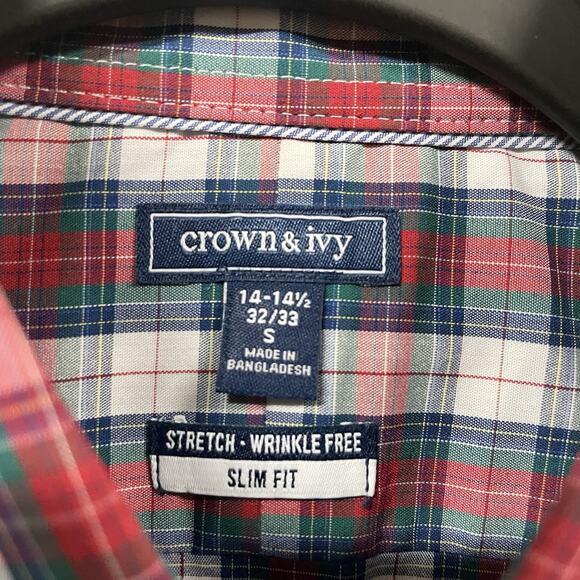 crown & ivy
14-14½
32/33
S
MADE IN
BANGLADESH
STRETCH - WRINKLE FREE
SLIM FIT